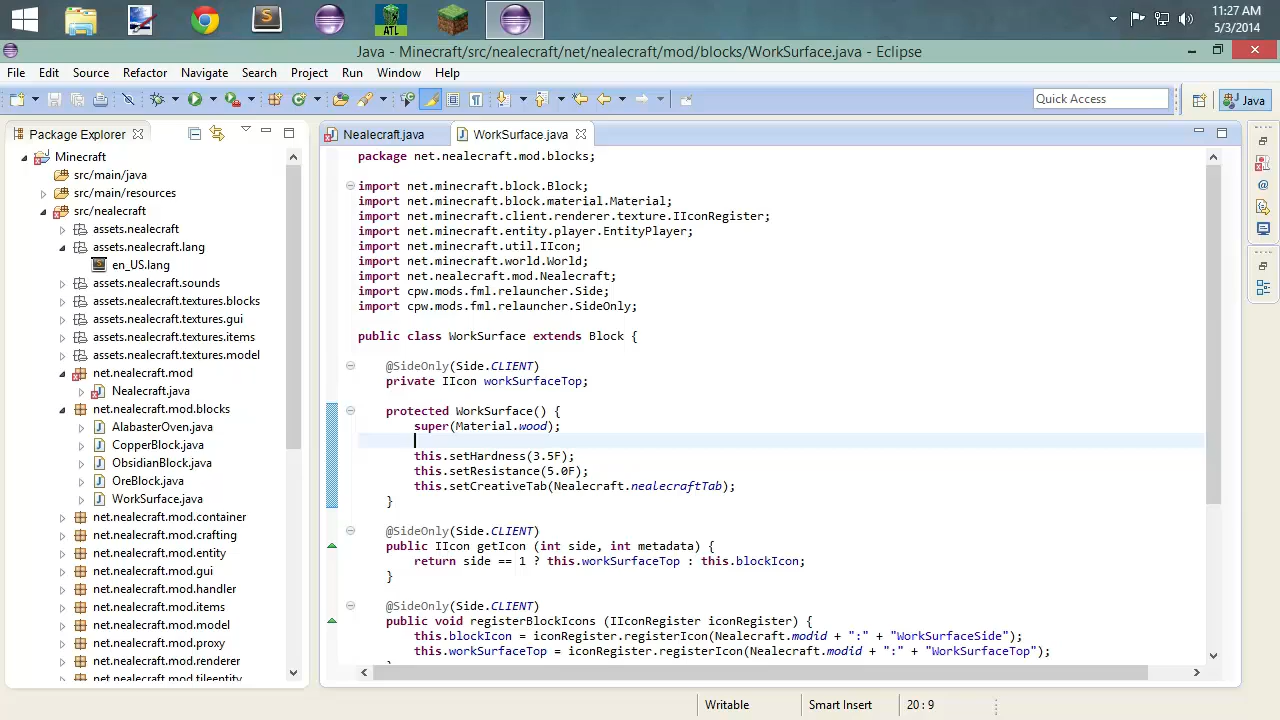 ATL
11:27 AM
5/3/2014
Java - Minecraft/src/nealecraft/net/nealecraft/mod/blocks/WorkSurface.java - Eclipse
File Edit Source Refactor Navigate Search Project Run Window Help
Quick Access
Java
Package Explorer
Minecraft
src/main/java
src/main/resources
src/nealecraft
assets.nealecraft
assets.nealecraft.lang
en_US.lang
assets.nealecraft.sounds
assets.nealecraft.textures.blocks
assets.nealecraft.textures.gui
assets.nealecraft.textures.items
assets.nealecraft.textures.model
net.nealecraft.mod
Nealecraft.java
net.nealecraft.mod.blocks
AlabasterOven.java
CopperBlock.java
ObsidianBlock.java
OreBlock.java
WorkSurface.java
net.nealecraft.mod.container
net.nealecraft.mod.crafting
net.nealecraft.mod.entity
net.nealecraft.mod.gui
net.nealecraft.mod.handler
net.nealecraft.mod.items
net.nealecraft.mod.model
net.nealecraft.mod.proxy
net.nealecraft.mod.renderer
net.nealecraft.mod.tileentity
Nealecraft.java WorkSurface.java
package net.nealecraft.mod.blocks;
import net.minecraft.block.Block;
import net.minecraft.block.material.Material;
import net.minecraft.client.renderer.texture.IIconRegister;
import net.minecraft.entity.player.EntityPlayer;
import net.minecraft.util.IIcon;
import net.minecraft.world.World;
import net.nealecraft.mod.Nealecraft;
import cpw.mods.fml.relauncher.Side;
import cpw.mods.fml.relauncher.SideOnly;
public class WorkSurface extends Block {
@SideOnly(Side.CLIENT)
private IIcon workSurfaceTop;
protected WorkSurface() {
super(Material.wood);
this.setHardness(3.5F);
this.setResistance(5.0F);
this.setCreativeTab(Nealecraft.nealecraftTab);
}
@SideOnly(Side.CLIENT)
public IIcon getIcon (int side, int metadata) {
return side == 1 ? this.workSurfaceTop : this.blockIcon;
}
@SideOnly(Side.CLIENT)
public void registerBlockIcons (IIconRegister iconRegister) {
this.blockIcon = iconRegister.registerIcon(Nealecraft.modid + ":" + "WorkSurfaceSide");
this.workSurfaceTop = iconRegister.registerIcon(Nealecraft.modid + ":" + "WorkSurfaceTop");
}
Writable Smart Insert 20 : 9